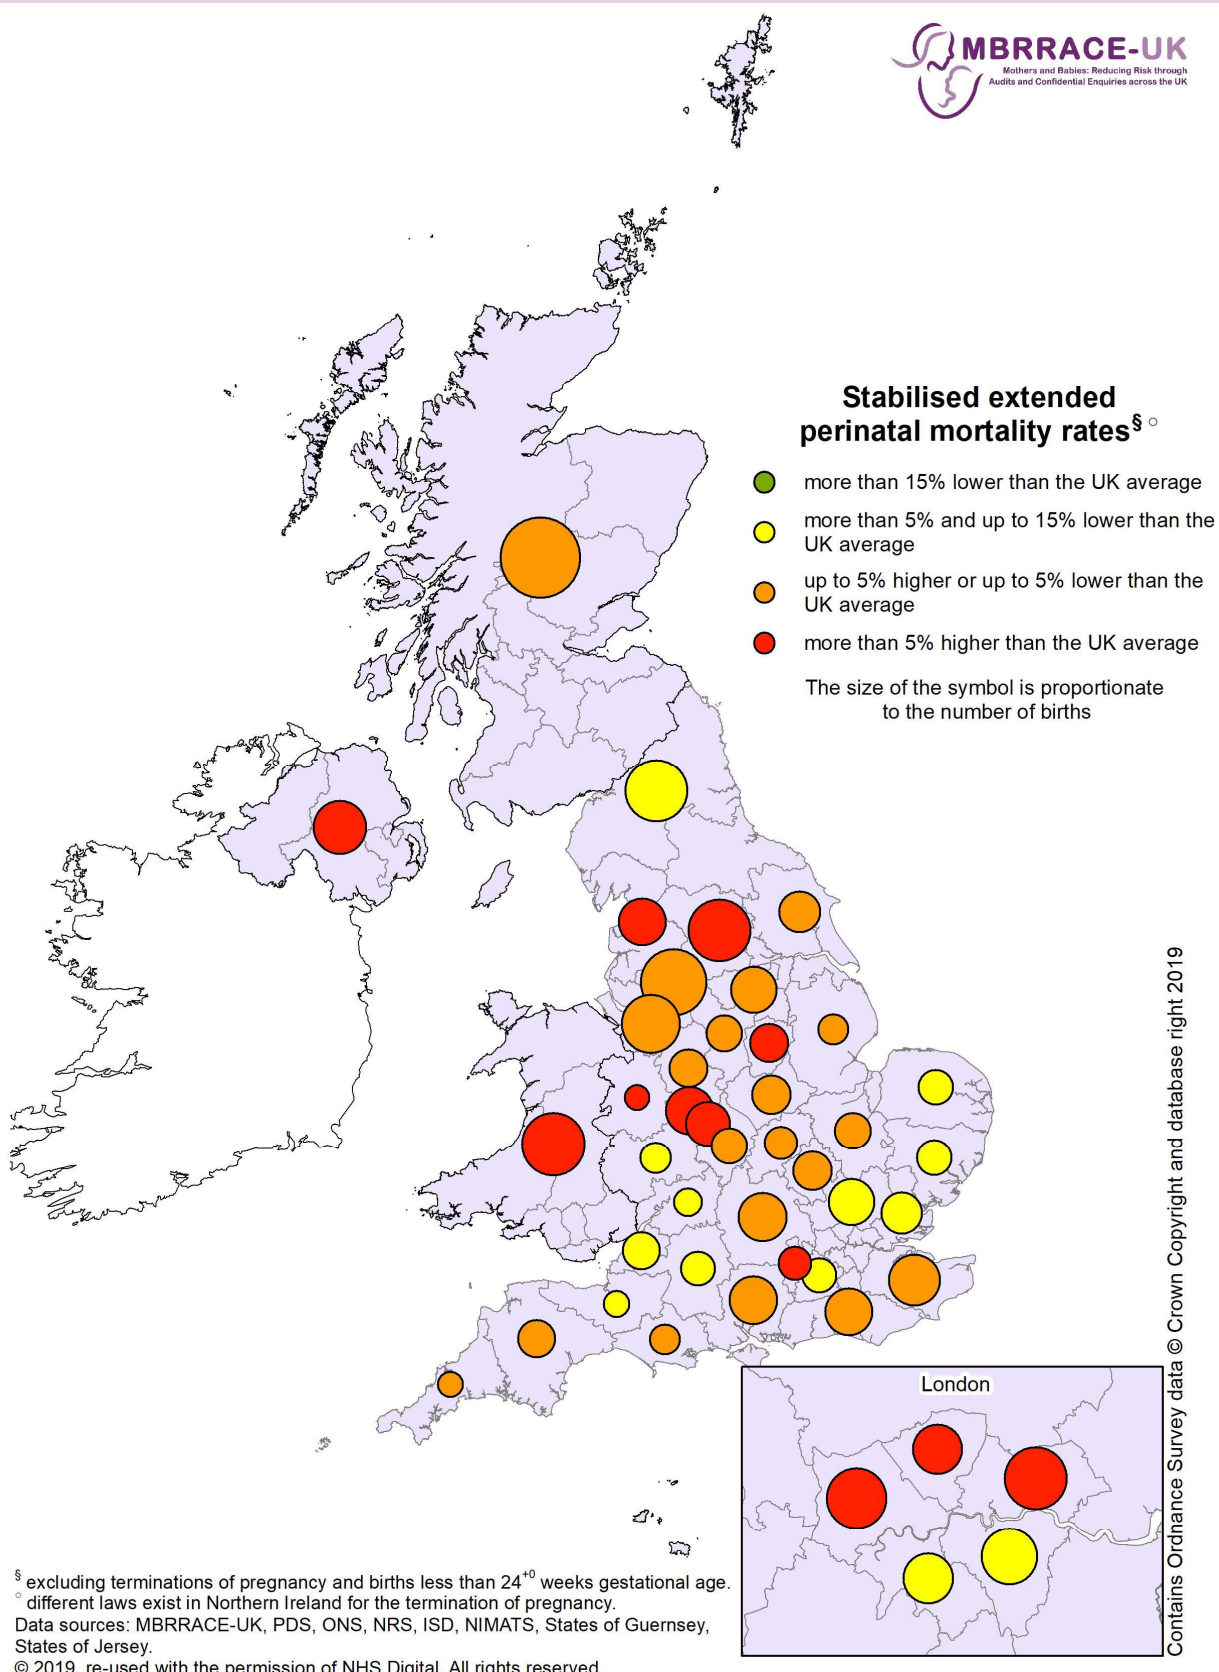 MBRRACE-UK
Mothers and Babies: Reducing Risk through
Audits and Confidential Enquiries across the UK
Stabilised extended
perinatal mortality rates§ ○
more than 15% lower than the UK average
more than 5% and up to 15% lower than the
UK average
up to 5% higher or up to 5% lower than the
UK average
more than 5% higher than the UK average
The size of the symbol is proportionate
to the number of births
London
Contains Ordnance Survey data © Crown Copyright and database right 2019
§ excluding terminations of pregnancy and births less than 24+0 weeks gestational age.
○ different laws exist in Northern Ireland for the termination of pregnancy.
Data sources: MBRRACE-UK, PDS, ONS, NRS, ISD, NIMATS, States of Guernsey,
States of Jersey.
© 2019, re-used with the permission of NHS Digital. All rights reserved.